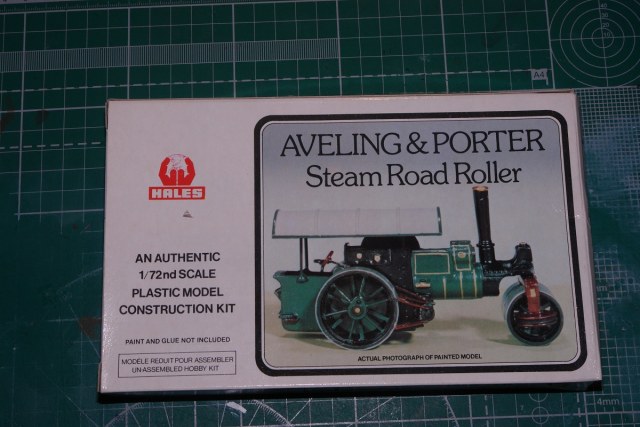 A4
AVELING & PORTER
Steam Road Roller
HALES
AN AUTHENTIC
1/72nd SCALE
PLASTIC MODEL
CONSTRUCTION KIT
PAINT AND GLUE NOT INCLUDED
MODELE REDUIT POUR ASSEMBLER
UN-ASSEMBLED HOBBY KIT
ACTUAL PHOTOGRAPH OF PAINTED MODEL
4mm